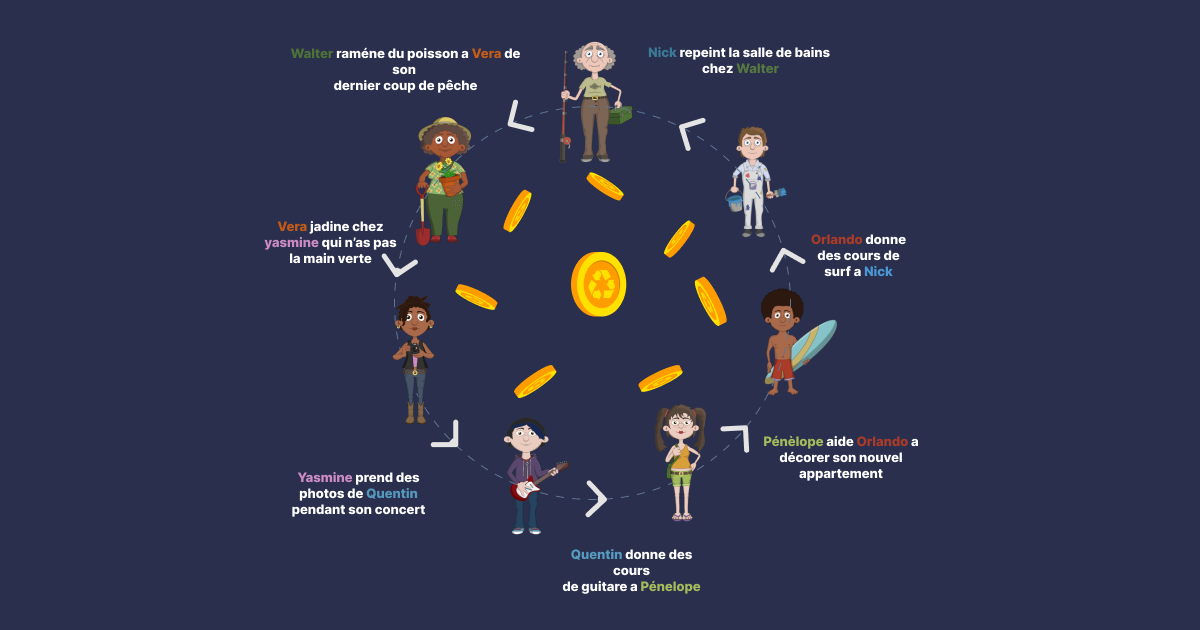 Walter raméne du poisson a Vera de
son
dernier coup de pêche
Nick repeint la salle de bains
chez Walter
Vera jadine chez
yasmine qui n’as pas
la main verte
Orlando donne
des cours de
surf a Nick
Pénèlope aide Orlando a
décorer son nouvel
appartement
Yasmine prend des
photos de Quentin
pendant son concert
Quentin donne des
cours
de guitare a Pénelope